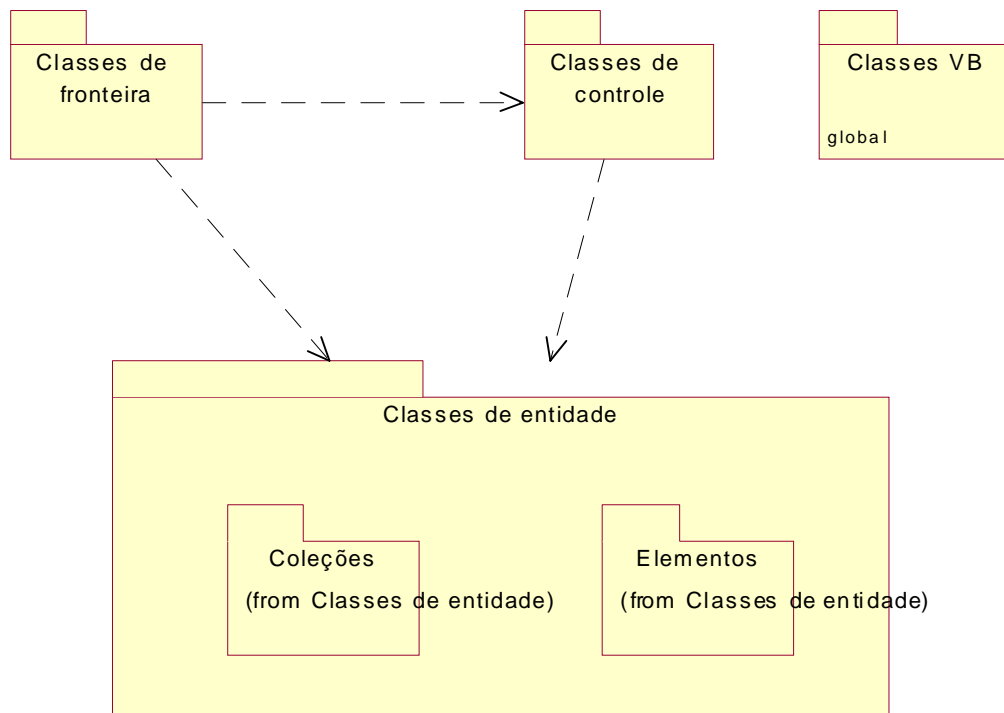 Classes de
fronteira
Classes de
controle
Classes VB
global
Classes de entidade
Coleções
(from Classes de entidade)
Elementos
(from Classes de entidade)